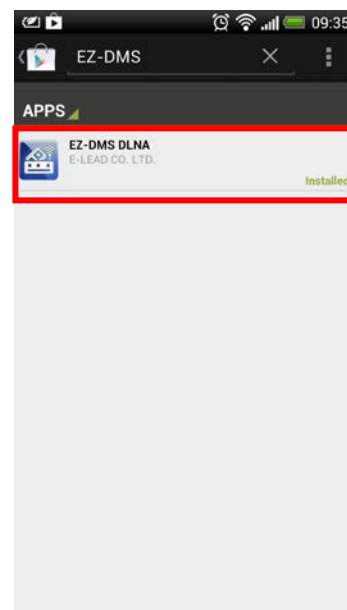 09:35
EZ-DMS
APPS
EZ-DMS DLNA
E-LEAD CO. LTD.
Installed